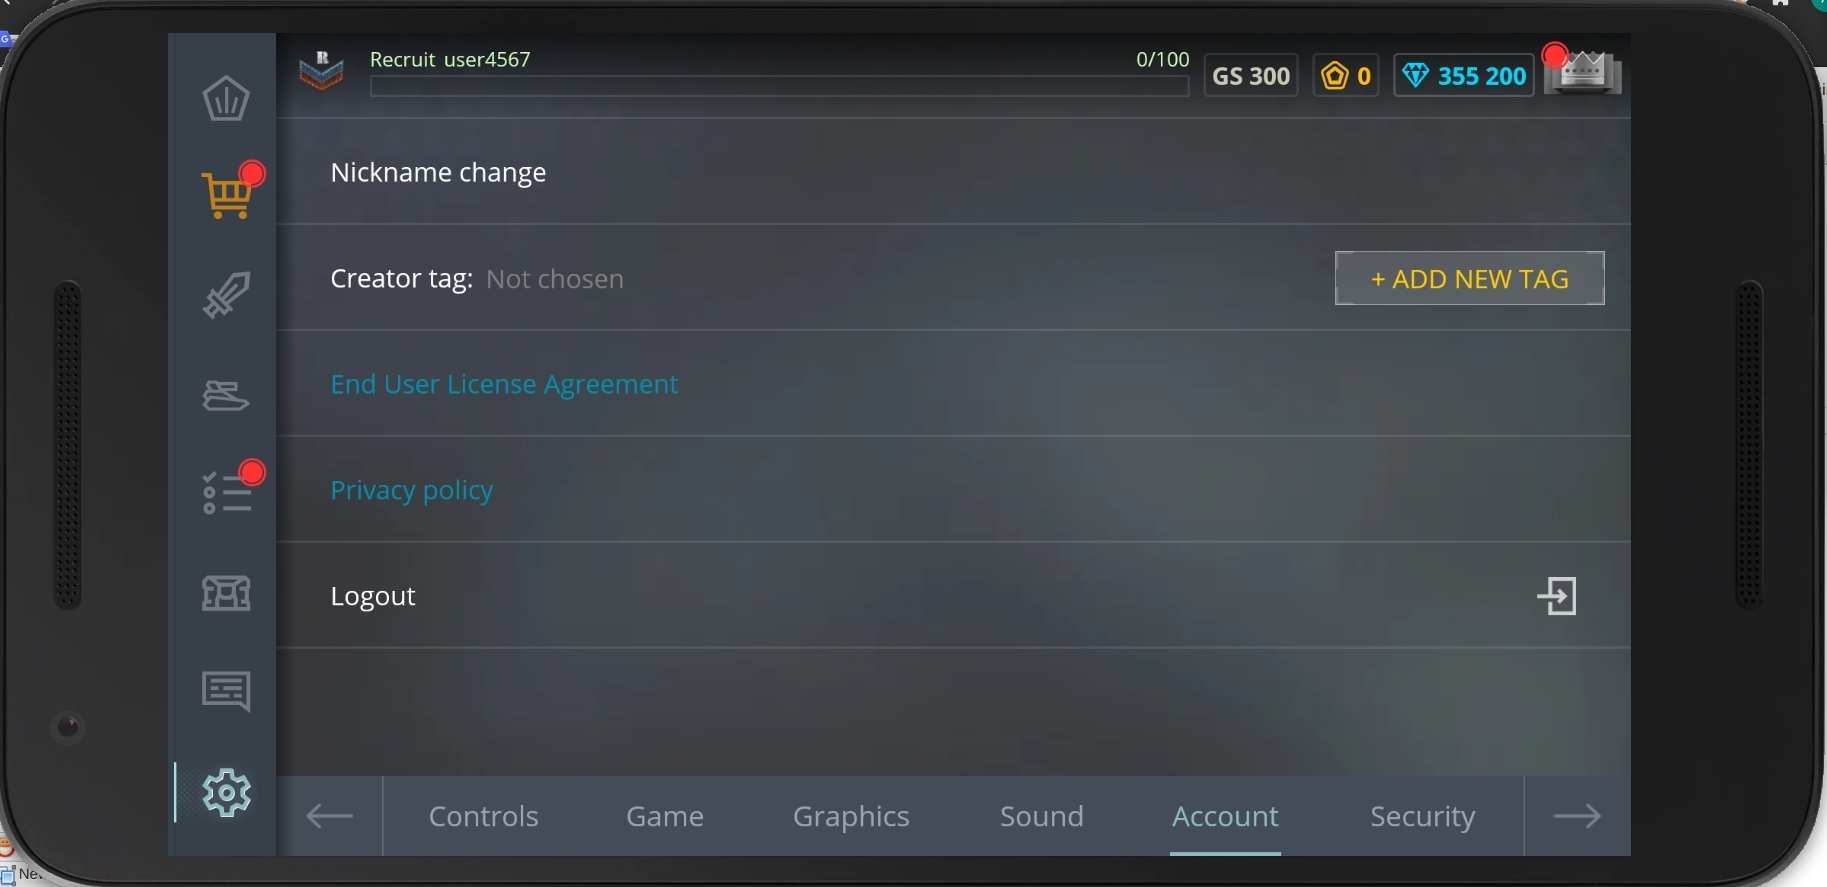 R
Recruit user4567
0/100
GS 300
0
355 200
Nickname change
Creator tag: Not chosen
+ ADD NEW TAG
End User License Agreement
Privacy policy
Logout
Controls
Game
Graphics
Sound
Account
Security